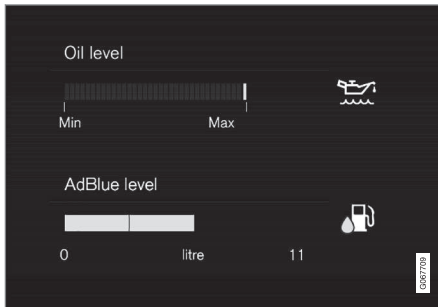 Oil level
Min Max
AdBlue level
0 litre 11
G067709